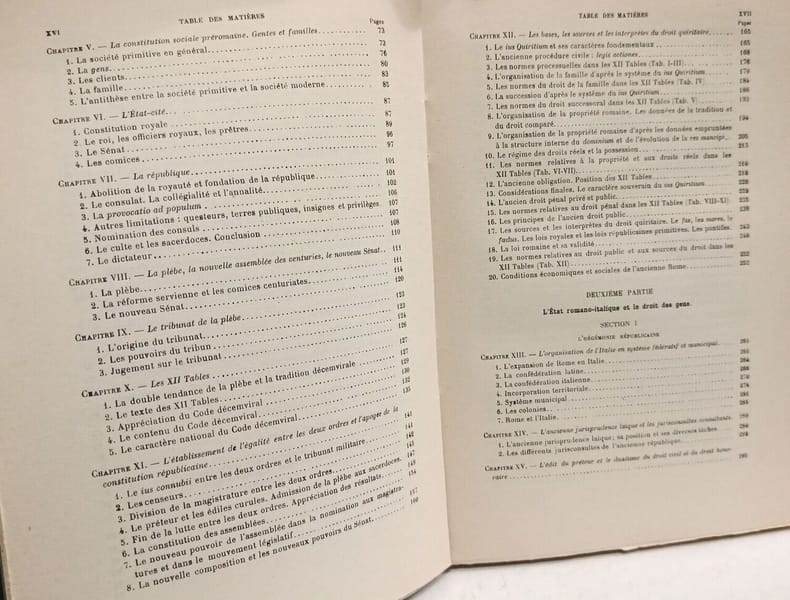 XVI TABLE DES MATIÈRES
Pages
CHAPITRE V. — La constitution sociale préromaine. Gentes et familles 73
1. La société primitive en général 73
2. La gens 76
3. Les clients 80
4. La famille 83
5. L'antithèse entre la société primitive et la société moderne 85
CHAPITRE VI. — L'État-cité 87
1. Constitution royale 87
2. Le roi, les officiers royaux, les prêtres 89
3. Le Sénat 96
4. Les comices 97
CHAPITRE VII. — La république 101
1. Abolition de la royauté et fondation de la république 101
2. Le consulat. La collégialité et l'annalité 102
3. La provocatio ad populum 106
4. Autres limitations : questeurs, terres publiques, insignes et privilèges 107
5. Nomination des consuls 107
6. Le culte et les sacerdoces. Conclusion 108
7. Le dictateur 110
CHAPITRE VIII. — La plèbe, la nouvelle assemblée des centuries, le nouveau Sénat 111
1. La plèbe 111
2. La réforme servienne et les comices centuriates 114
3. Le nouveau Sénat 120
CHAPITRE IX. — Le tribunat de la plèbe 123
1. L'origine du tribunat 123
2. Les pouvoirs du tribun 124
3. Jugement sur le tribunat 126
CHAPITRE X. — Les XII Tables 127
1. La double tendance de la plèbe et la tradition décemvirale 127
2. Le texte des XII Tables 129
3. Appréciation du Code décemviral 130
4. Le contenu du Code décemviral 132
5. Le caractère national du Code décemviral 135
CHAPITRE XI. — L'établissement de l'égalité entre les deux ordres et l'apogée de la
constitution républicaine 141
1. Le ius connubii entre les deux ordres et le tribunat militaire 141
2. Les censeurs 142
3. Division de la magistrature entre les deux ordres
4. Le préteur et les édiles curules. Admission de la plèbe aux sacerdoces
5. Fin de la lutte entre les deux ordres. Appréciation des résultats
6. La constitution des assemblées
7. Le nouveau pouvoir de l'assemblée dans la nomination aux magistra-
tures et dans le mouvement législatif 157
8. La nouvelle composition et les nouveaux pouvoirs du Sénat 160
TABLE DES MATIÈRES XVII
Pages
CHAPITRE XII. — Les bases, les sources et les interprètes du droit quiritaire 165
1. Le ius Quiritium et ses caractères fondamentaux 165
2. L'ancienne procédure civile : legis actiones 168
3. Les normes processuelles dans les XII Tables (Tab. I-III) 176
4. L'organisation de la famille d'après le système du ius Quiritium 179
5. Les normes du droit de la famille dans les XII Tables (Tab. IV) 184
6. La succession d'après le système du ius Quiritium 186
7. Les normes du droit successoral dans les XII Tables (Tab. V)
8. L'organisation de la propriété romaine. Les données de la tradition et
du droit comparé 194
9. L'organisation de la propriété romaine d'après les données empruntées
à la structure interne du dominium et de l'évolution de la res mancipi
10. Le régime des droits réels et la possession
11. Les normes relatives à la propriété et aux droits réels dans les
XII Tables (Tab. VI-VII)
12. L'ancienne obligation. Position des XII Tables
13. Considérations finales. Le caractère souverain du ius Quiritium
14. L'ancien droit pénal privé et public
15. Les normes relatives au droit pénal dans les XII Tables (Tab. VIII-XI)
16. Les principes de l'ancien droit public
17. Les sources et les interprètes du droit quiritaire. Le fas, les mores, le
Les lois royales et les lois républicaines primitives. Les pontifes
18. La loi romaine et sa validité
19. Les normes relatives au droit public et aux sources du droit dans les
XII Tables (Tab. XII)
20. Conditions économiques et sociales de l'ancienne Rome
DEUXIÈME PARTIE
L'État romano-italique et le droit des gens.
SECTION I
L'HÉGÉMONIE RÉPUBLICAINE
CHAPITRE XIII. — L'organisation de l'Italie en système fédératif et municipal
1. L'expansion de Rome en Italie
2. La confédération latine
3. La confédération italienne
4. Incorporation territoriale
5. Système municipal
6. Les colonies
7. Rome et l'Italie
CHAPITRE XIV. — L'ancienne jurisprudence laïque et les jurisconsultes
1. L'ancienne jurisprudence laïque; sa position et ses diverses tâches
2. Les différents jurisconsultes de l'ancienne république
CHAPITRE XV. — L'édit du préteur et le dualisme du droit civil et du droit hono-
raire